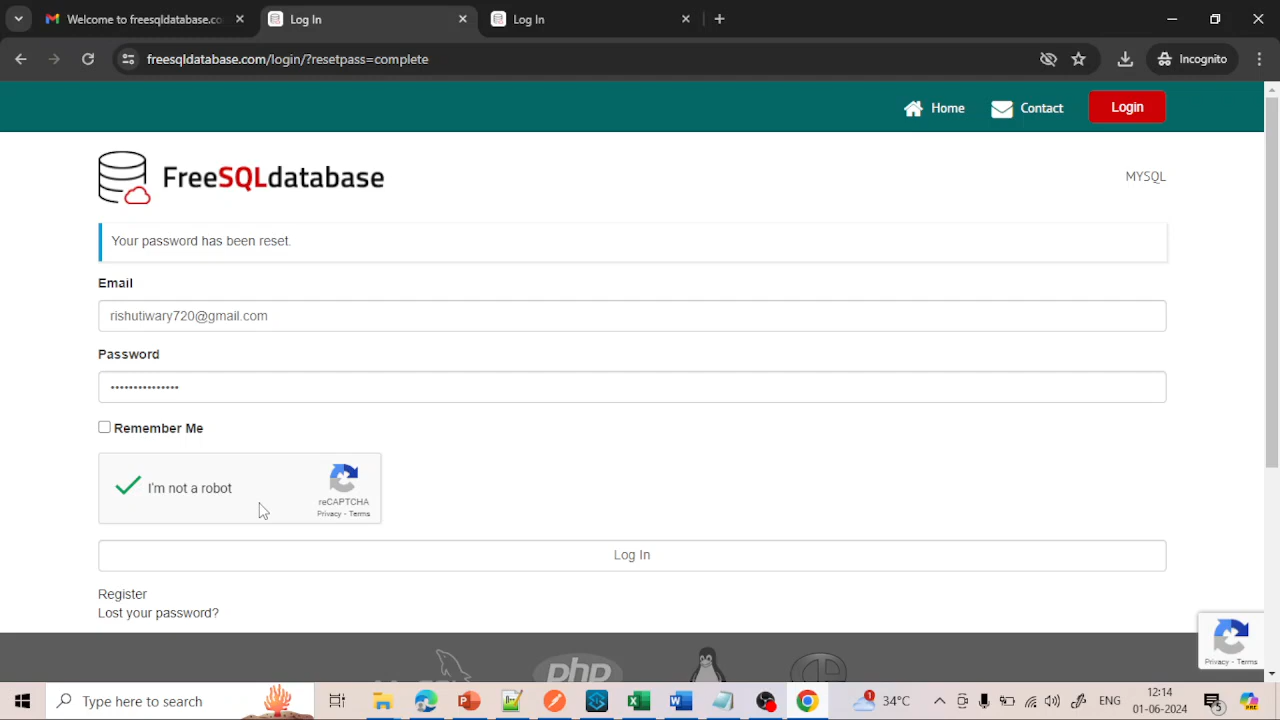 Welcome to freesqldatabase.co
Log In
Log In
freesqldatabase.com/login/?resetpass=complete
Incognito
Home
Contact
Login
FreeSQLdatabase
MYSQL
Your password has been reset.
Email
rishutiwary720@gmail.com
Password
•••••••••••••••
Remember Me
I'm not a robot
reCAPTCHA
Privacy - Terms
Log In
Register
Lost your password?
php
Privacy - Terms
Type here to search
34°C
ENG
12:14
01-06-2024
5